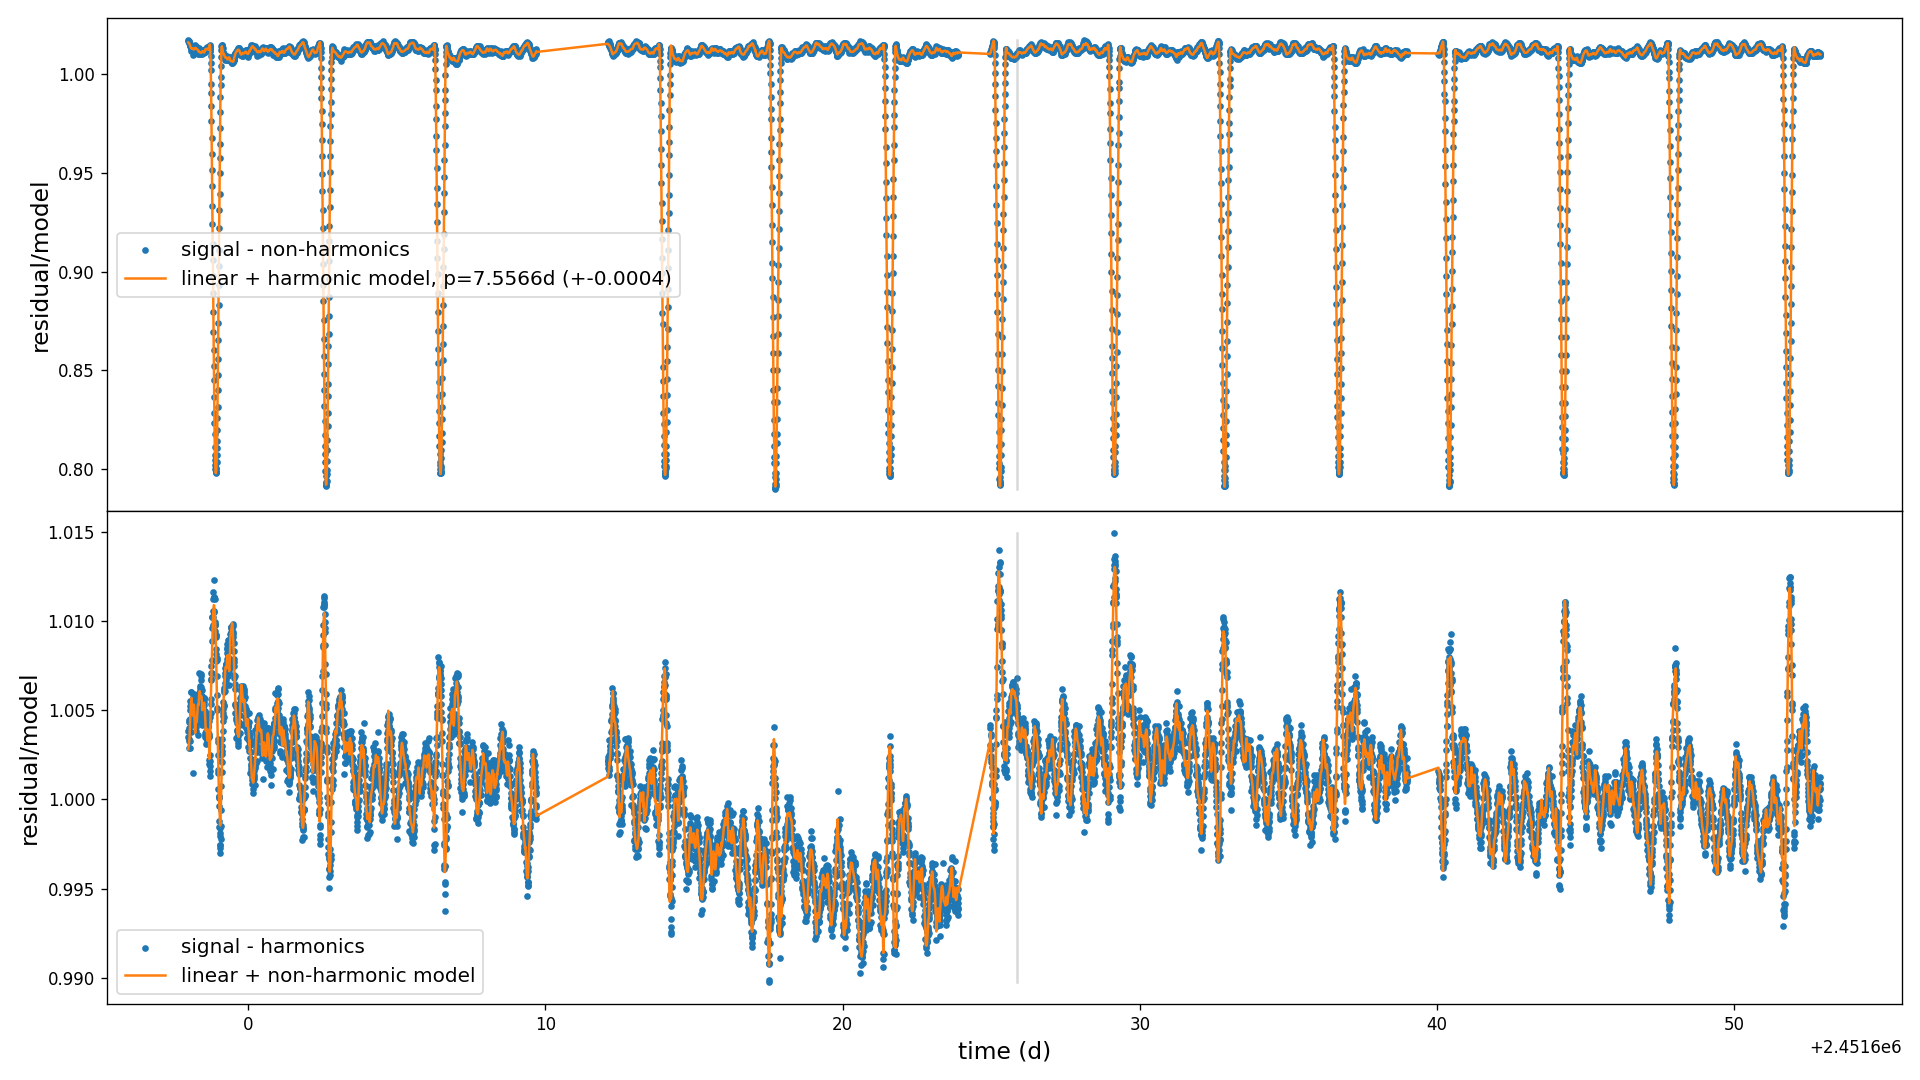 1.00
0.95
0.90
0.85
0.80
residual/model
signal - non-harmonics
linear + harmonic model, p=7.5566d (+-0.0004)
1.015
1.010
1.005
1.000
0.995
0.990
residual/model
signal - harmonics
linear + non-harmonic model
0 10 20 30 40 50
time (d)
+2.4516e6